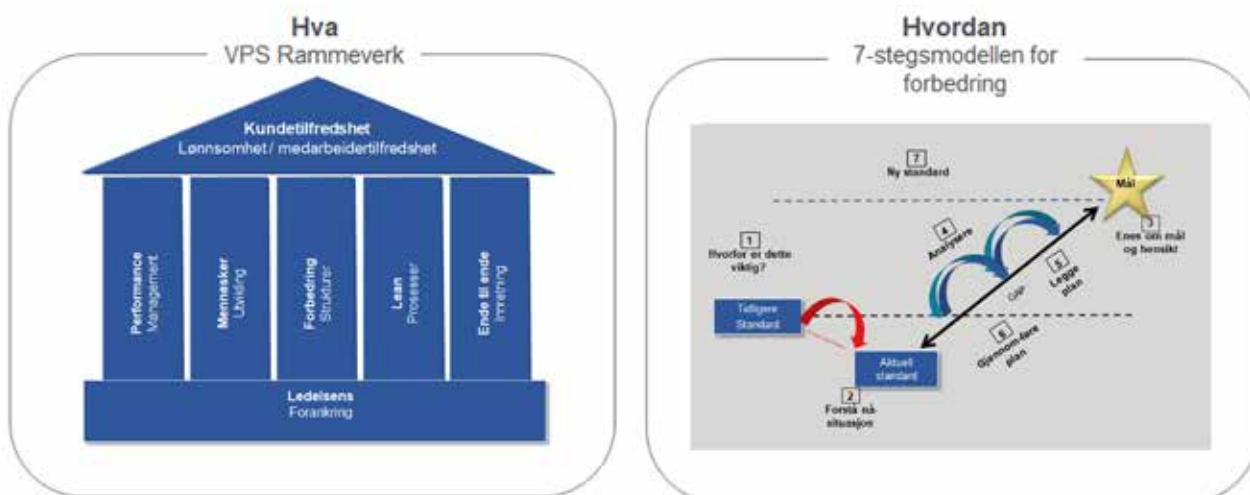 Hva
VPS Rammeverk
Kundetilfredshet
Lønnsomhet / medarbeidertilfredshet
Performance
Management
Mennesker
Utvikling
Forbedring
Strukturer
Lean
Prosesser
Ende til ende
Innretning
Ledelsens
Forankring
Hvordan
7-stegsmodellen for
forbedring
7
Ny standard
Mål
3
Enes om mål
og hensikt
1
Hvorfor er dette
viktig?
4
Analysere
5
Legge
plan
GAP
Tidligere
Standard
6
Gjennomføre
plan
Aktuell
standard
2
Forstå nå-
situasjon